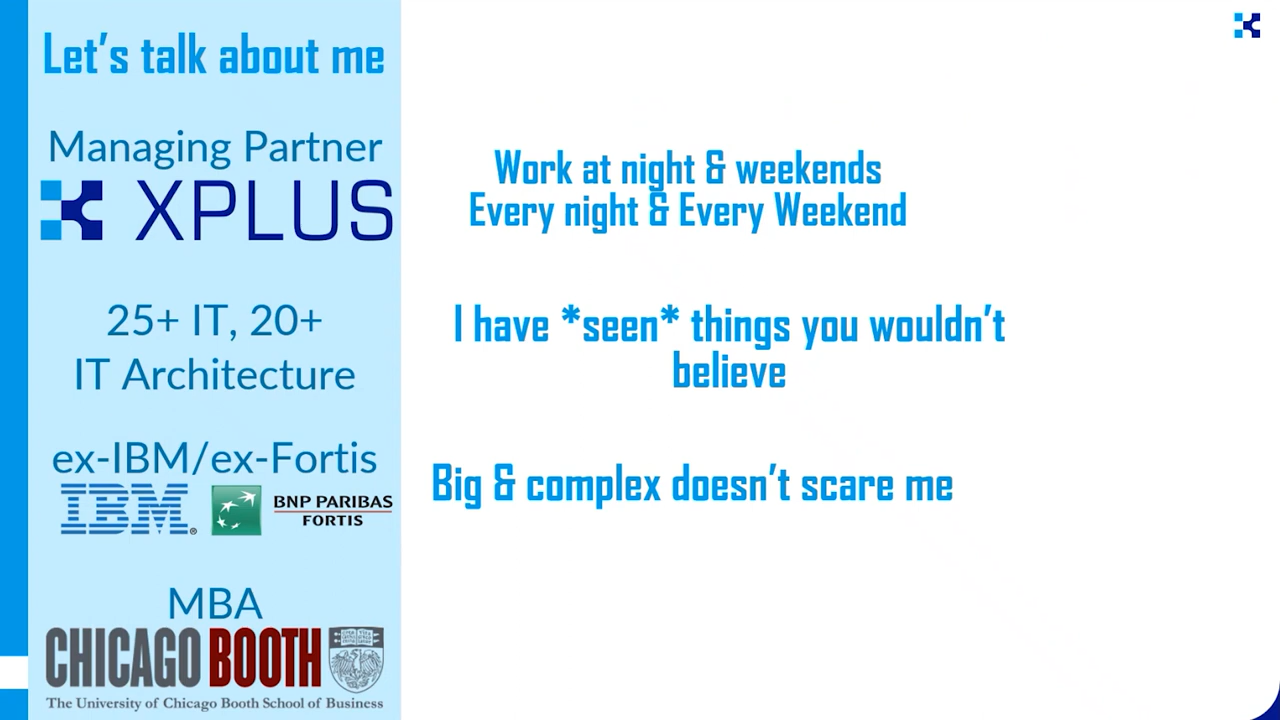 Let's talk about me
Managing Partner
XPLUS
25+ IT, 20+
IT Architecture
ex-IBM/ex-Fortis
IBM®
BNP PARIBAS
FORTIS
MBA
CHICAGO BOOTH
The University of Chicago Booth School of Business
Work at night & weekends
Every night & Every Weekend
I have *seen* things you wouldn't
believe
Big & complex doesn't scare me